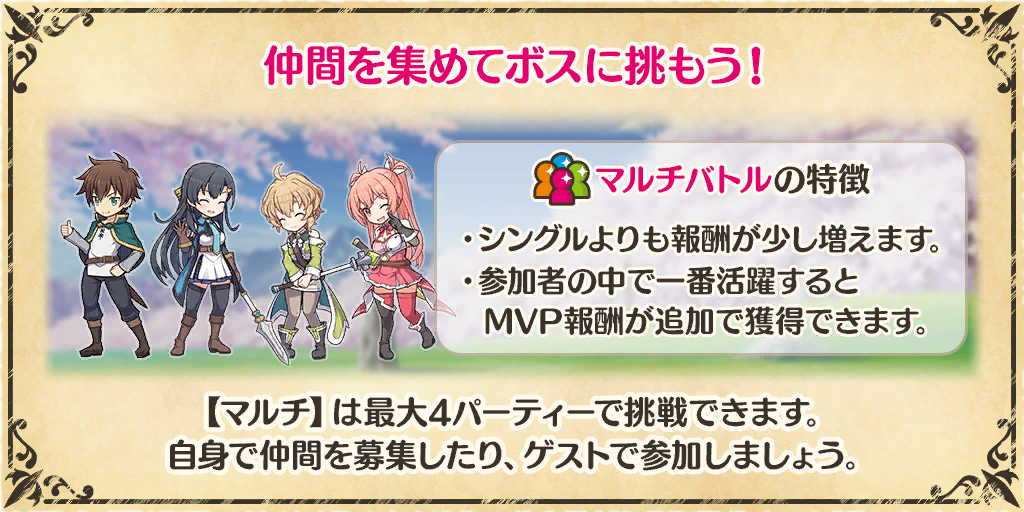 仲間を集めてボスに挑もう!
マルチバトルの特徴
・シングルよりも報酬が少し増えます。
・参加者の中で一番活躍すると
MVP報酬が追加で獲得できます。
【マルチ】は最大4パーティーで挑戦できます。
自身で仲間を募集したり、ゲストで参加しましょう。